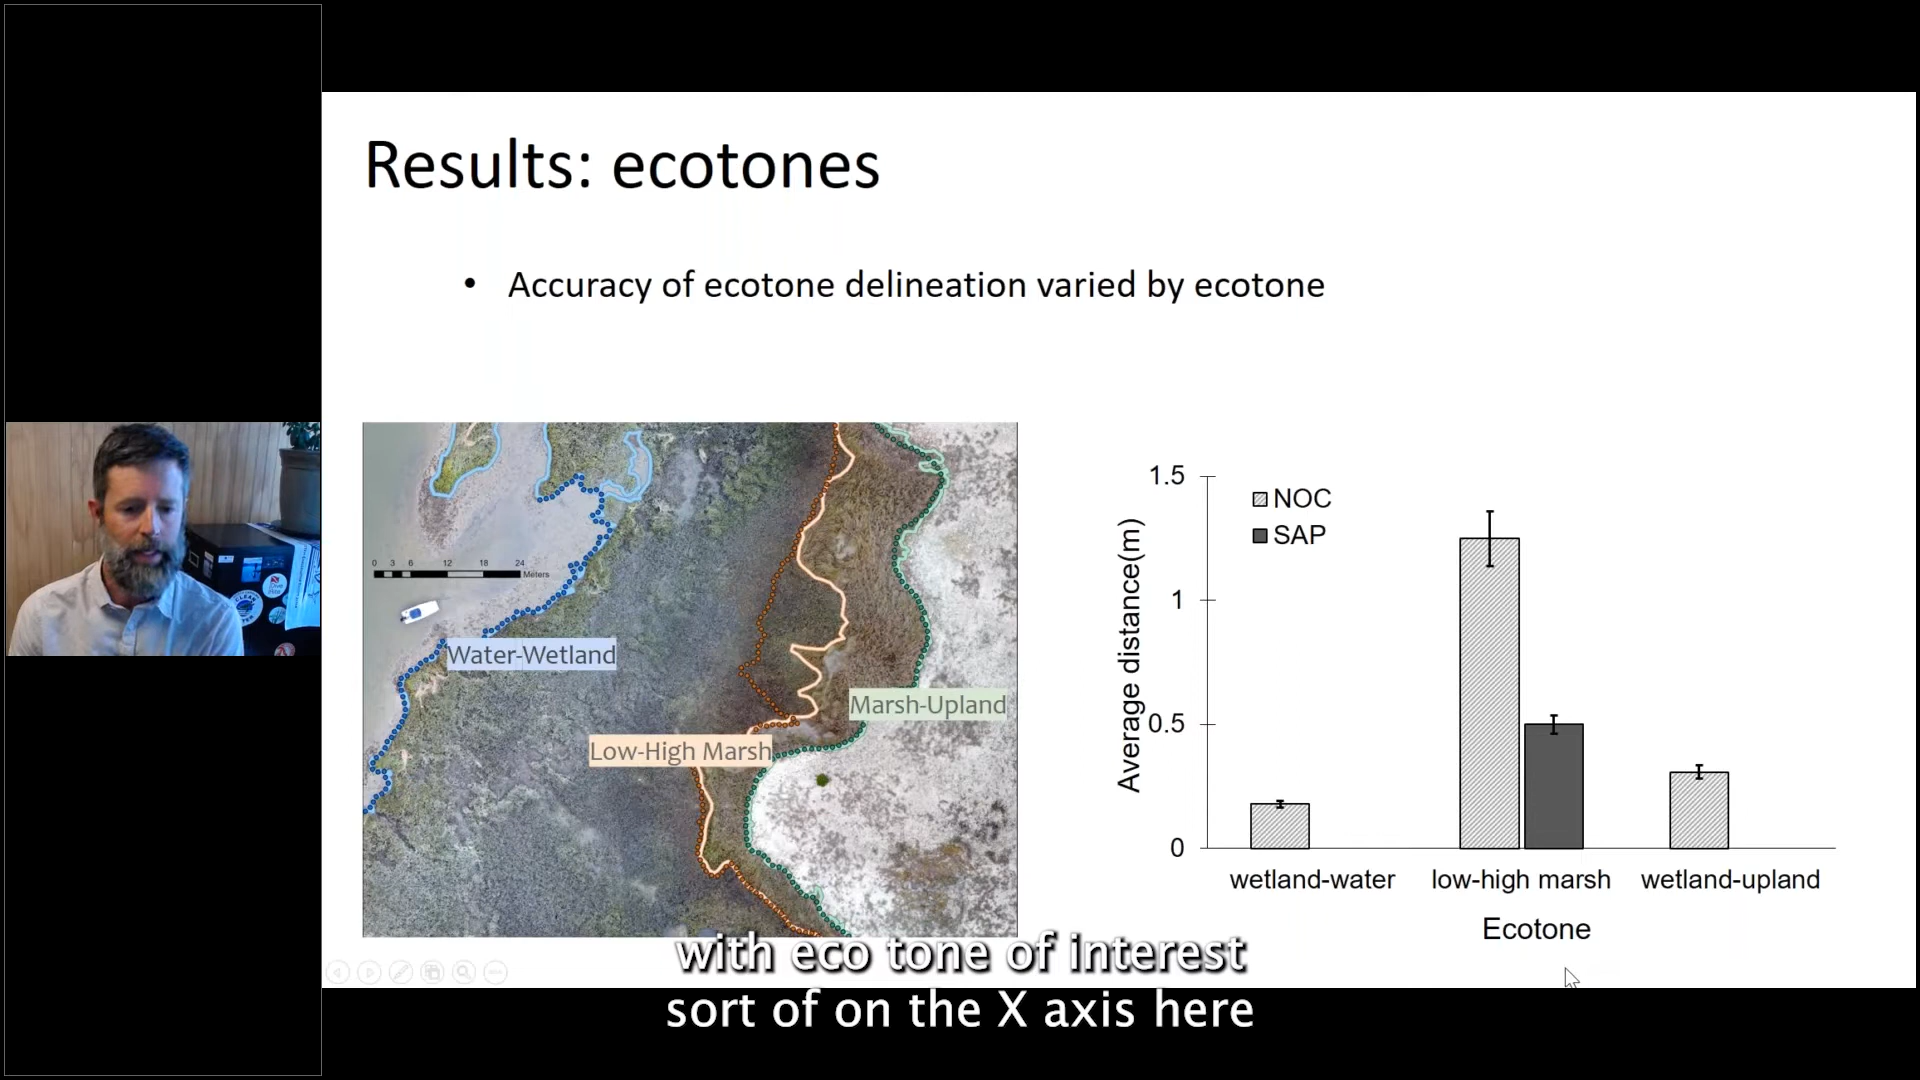 Results: ecotones
• Accuracy of ecotone delineation varied by ecotone
0 3 6 12 18 24
Meters
Water-Wetland
Marsh-Upland
Low-High Marsh
1.5
1
0.5
0
Average distance(m)
NOC
SAP
wetland-water low-high marsh wetland-upland
Ecotone
with eco tone of interest
sort of on the X axis here